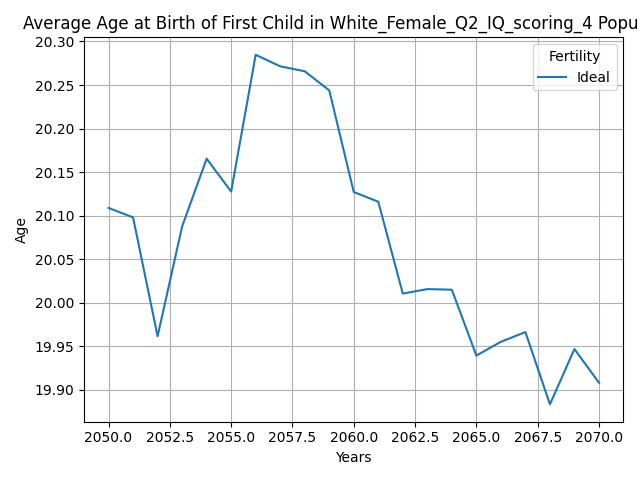 Average Age at Birth of First Child in White_Female_Q2_IQ_scoring_4 Popu
20.30
20.25
20.20
20.15
20.10
20.05
20.00
19.95
19.90
Age
Fertility
Ideal
2050.0 2052.5 2055.0 2057.5 2060.0 2062.5 2065.0 2067.5 2070.0
Years